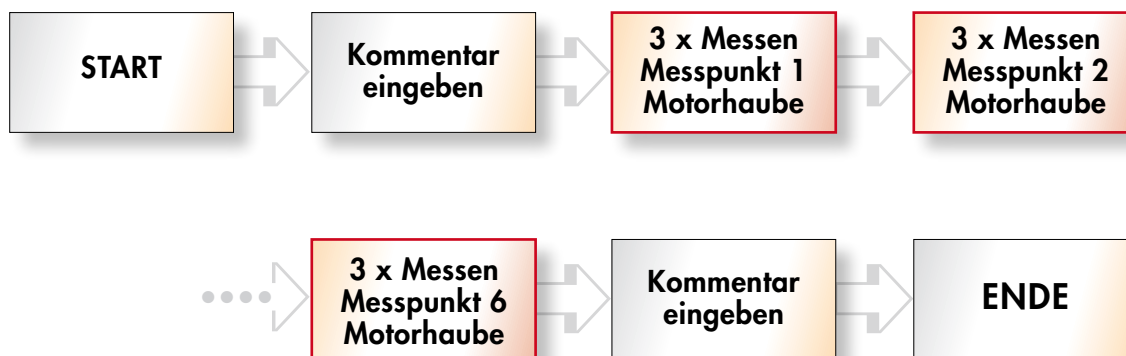 START
Kommentar
eingeben
3 x Messen
Messpunkt 1
Motorhaube
3 x Messen
Messpunkt 2
Motorhaube
3 x Messen
Messpunkt 6
Motorhaube
Kommentar
eingeben
ENDE